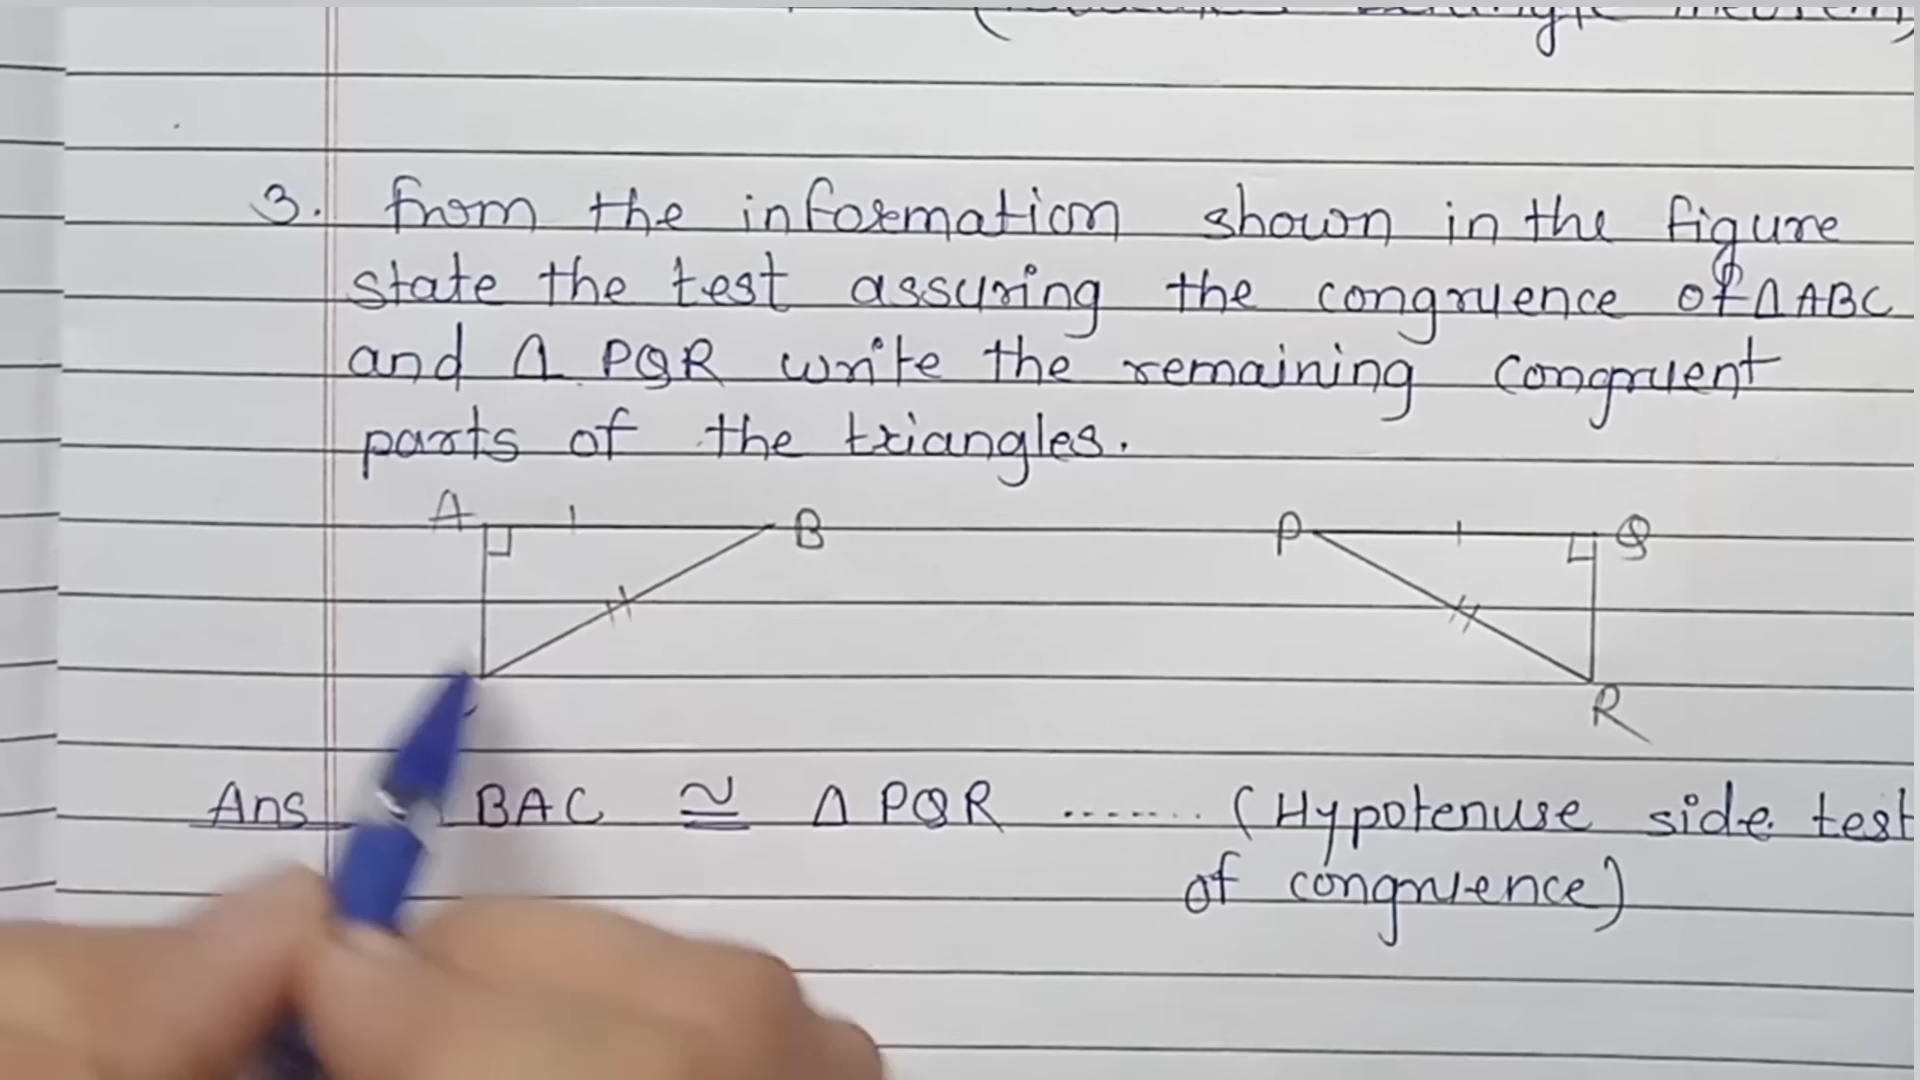 3. From the information shown in the figure
state the test assuring the congruence of Δ ABC
and Δ PQR write the remaining congruent
parts of the triangles.
A B P Q
R
Ans BAC ≅ Δ PQR ....... (Hypotenuse side test
of congruence)